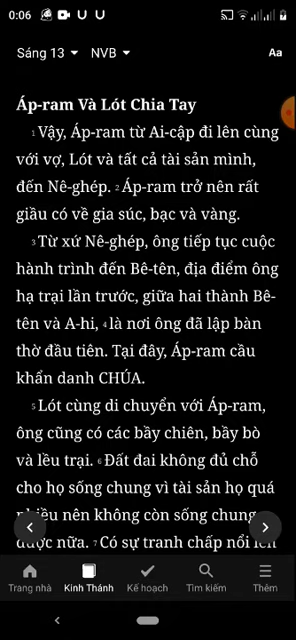 0:06
Sáng 13 NVB Aa
Áp-ram Và Lót Chia Tay
1 Vậy, Áp-ram từ Ai-cập đi lên cùng
với vợ, Lót và tất cả tài sản mình,
đến Nê-ghép. 2 Áp-ram trở nên rất
giầu có về gia súc, bạc và vàng.
3 Từ xứ Nê-ghép, ông tiếp tục cuộc
hành trình đến Bê-tên, địa điểm ông
hạ trại lần trước, giữa hai thành Bê-
tên và A-hi, 4 là nơi ông đã lập bàn
thờ đầu tiên. Tại đây, Áp-ram cầu
khẩn danh CHÚA.
5 Lót cùng di chuyển với Áp-ram,
ông cũng có các bầy chiên, bầy bò
và lều trại. 6 Đất đai không đủ chỗ
cho họ sống chung vì tài sản họ quá
nhiều nên không còn sống chung
được nữa. 7 Có sự tranh chấp nổi lên
Trang nhà Kinh Thánh Kế hoạch Tìm kiếm Thêm